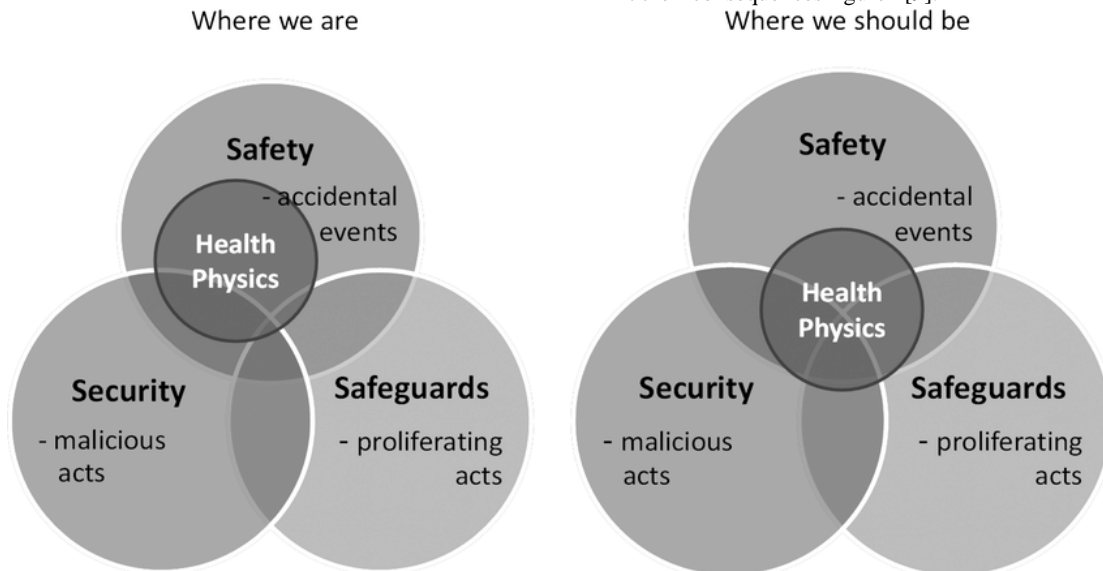 Where we are
Safety
- accidental
events
Health
Physics
Security
- malicious
acts
Safeguards
- proliferating
acts
Where we should be
Safety
- accidental
events
Health
Physics
Security
- malicious
acts
Safeguards
- proliferating
acts